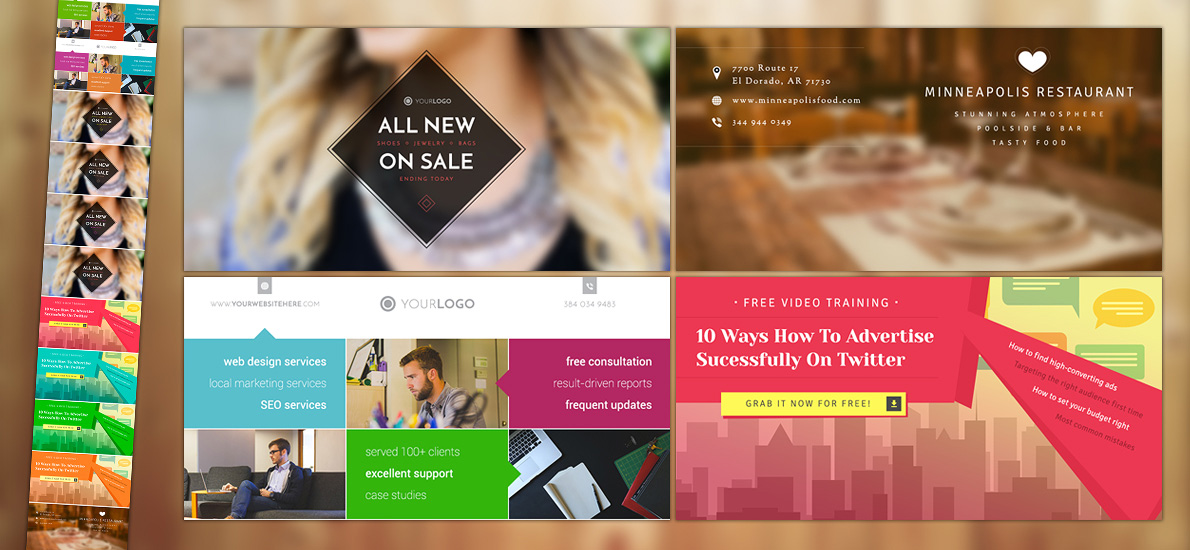 YOURLOGO
ALL NEW
SHOES + JEWELRY + BAGS
ON SALE
ENDING TODAY
7700 Route 17
El Dorado, AR 71730
www.minneapolisfood.com
344 944 0349
MINNEAPOLIS RESTAURANT
STUNNING ATMOSPHERE
POOLSIDE & BAR
TASTY FOOD
WWW.YOURWEBSITEHERE.COM
YOURLOGO
384 034 9483
web design services
local marketing services
SEO services
free consultation
result-driven reports
frequent updates
served 100+ clients
excellent support
case studies
• FREE VIDEO TRAINING •
10 Ways How To Advertise
Sucessfully On Twitter
GRAB IT NOW FOR FREE!
How to find high-converting ads
Targeting the right audience first time
How to set your budget right
Most common mistakes